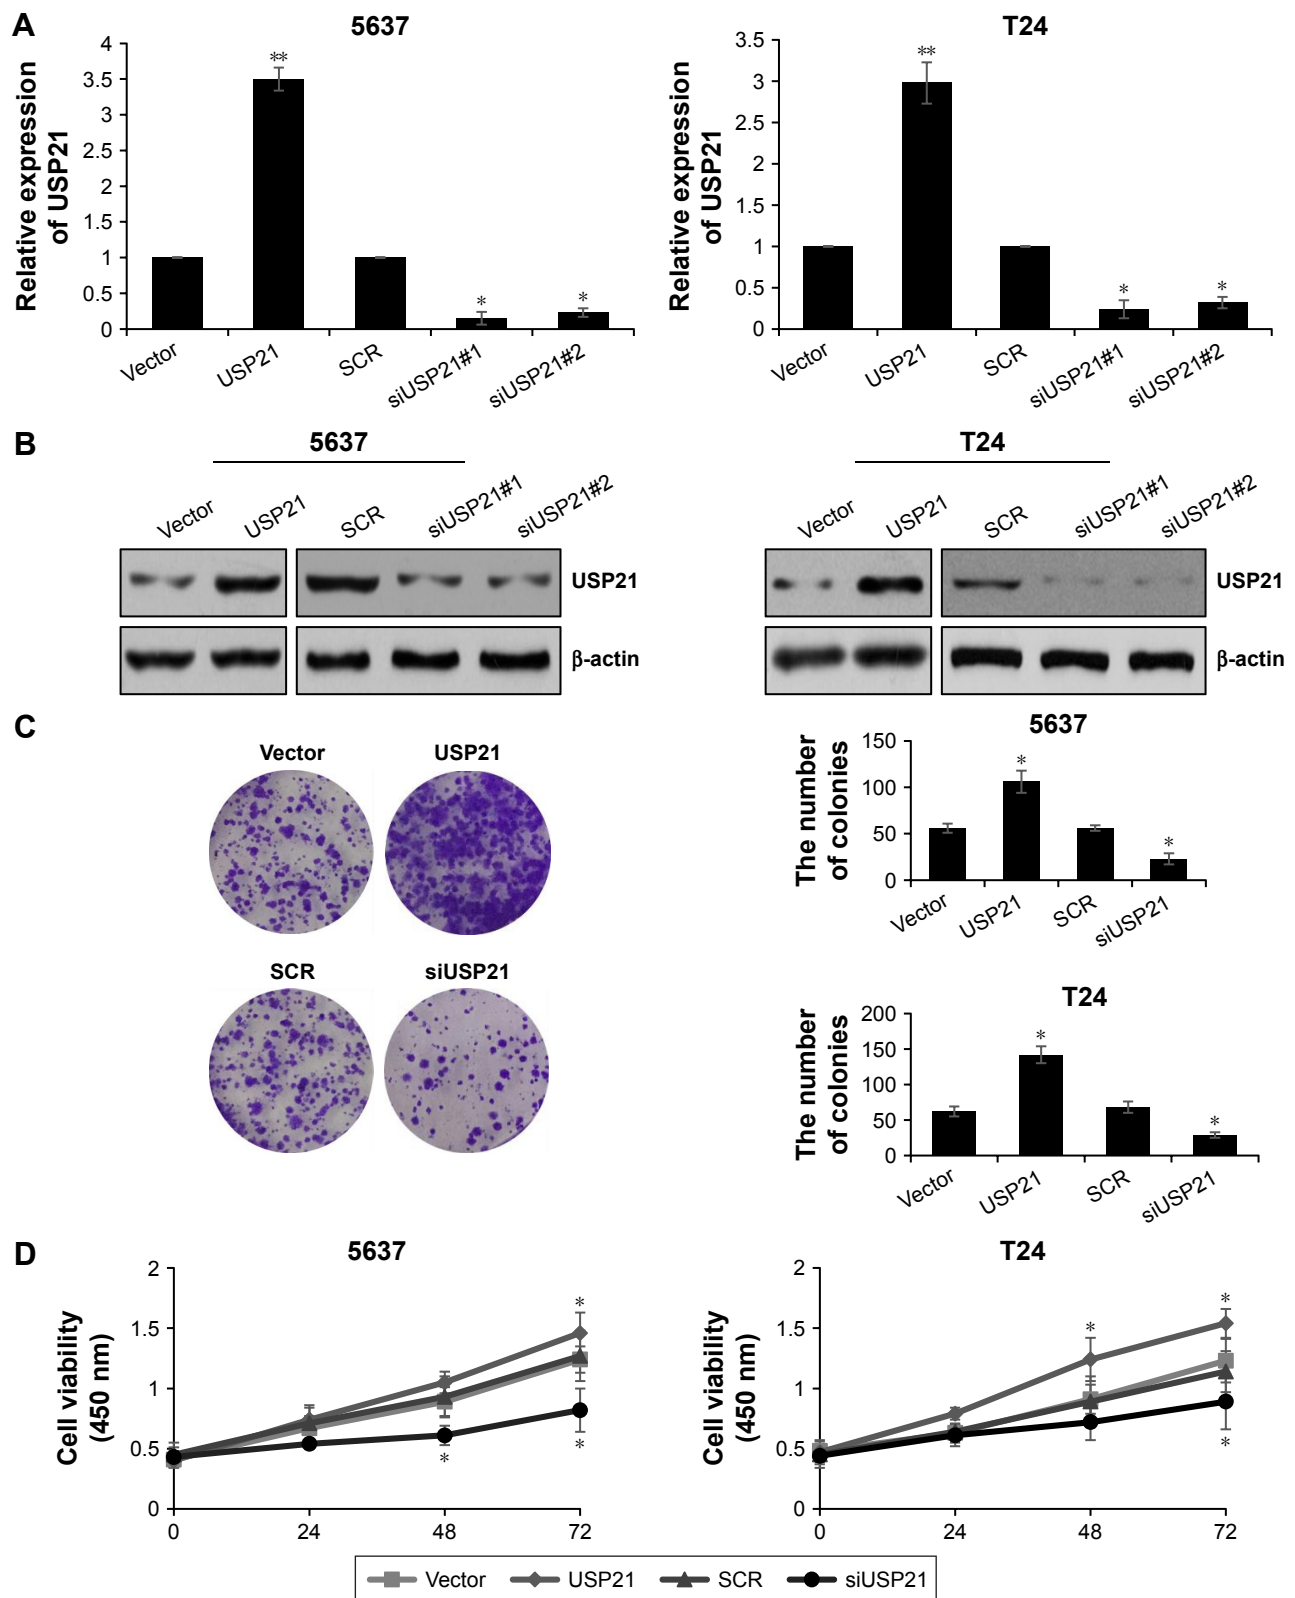 A
5637
T24
Relative expression
of USP21
4
3.5
3
2.5
2
1.5
1
0.5
0
**
*
*
Vector
USP21
SCR
siUSP21#1
siUSP21#2
Relative expression
of USP21
3.5
3
2.5
2
1.5
1
0.5
0
**
*
*
Vector
USP21
SCR
siUSP21#1
siUSP21#2
B
5637
Vector
USP21
SCR
siUSP21#1
siUSP21#2
USP21
β-actin
T24
Vector
USP21
SCR
siUSP21#1
siUSP21#2
USP21
β-actin
C
Vector
USP21
SCR
siUSP21
5637
The number
of colonies
150
100
50
0
*
*
Vector
USP21
SCR
siUSP21
T24
The number
of colonies
200
150
100
50
0
*
*
Vector
USP21
SCR
siUSP21
D
5637
Cell viability
(450 nm)
2
1.5
1
0.5
0
*
*
*
0
24
48
72
T24
Cell viability
(450 nm)
2
1.5
1
0.5
0
*
*
*
0
24
48
72
Vector
USP21
SCR
siUSP21